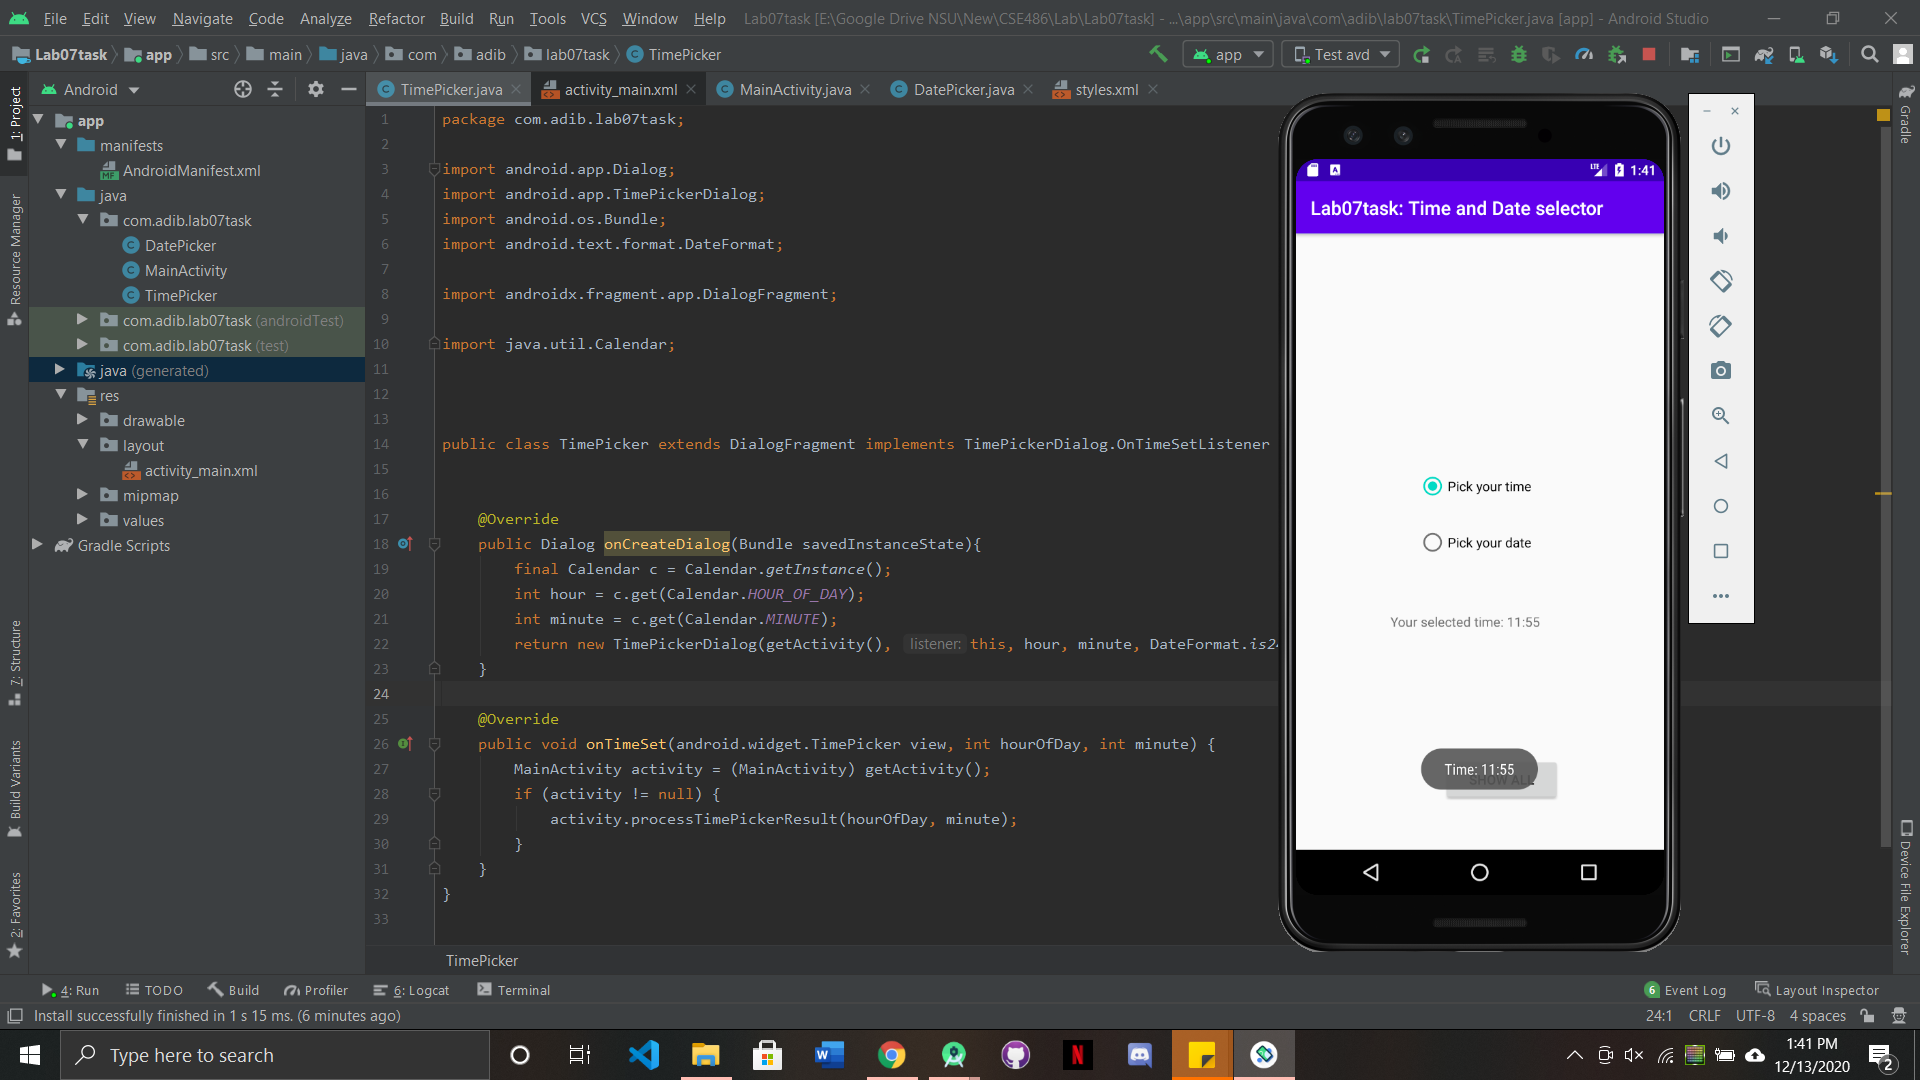 File Edit View Navigate Code Analyze Refactor Build Run Tools VCS Window Help Lab07task [E:\Google Drive NSU\New\CSE486\Lab\Lab07task] - ...\app\src\main\java\com\adib\lab07task\TimePicker.java [app] - Android Studio
Lab07task app src main java com adib lab07task TimePicker app Test avd
Android TimePicker.java activity_main.xml MainActivity.java DatePicker.java styles.xml
1: Project
Resource Manager
7: Structure
Build Variants
2: Favorites
app
manifests
AndroidManifest.xml
java
com.adib.lab07task
DatePicker
MainActivity
TimePicker
com.adib.lab07task (androidTest)
com.adib.lab07task (test)
java (generated)
res
drawable
layout
activity_main.xml
mipmap
values
Gradle Scripts
1 package com.adib.lab07task;
2
3 import android.app.Dialog;
4 import android.app.TimePickerDialog;
5 import android.os.Bundle;
6 import android.text.format.DateFormat;
7
8 import androidx.fragment.app.DialogFragment;
9
10 import java.util.Calendar;
11
12
13
14 public class TimePicker extends DialogFragment implements TimePickerDialog.OnTimeSetListener
15
16
17 @Override
18 public Dialog onCreateDialog(Bundle savedInstanceState){
19 final Calendar c = Calendar.getInstance();
20 int hour = c.get(Calendar.HOUR_OF_DAY);
21 int minute = c.get(Calendar.MINUTE);
22 return new TimePickerDialog(getActivity(), listener: this, hour, minute, DateFormat.is24
23 }
24
25 @Override
26 public void onTimeSet(android.widget.TimePicker view, int hourOfDay, int minute) {
27 MainActivity activity = (MainActivity) getActivity();
28 if (activity != null) {
29 activity.processTimePickerResult(hourOfDay, minute);
30 }
31 }
32 }
33
TimePicker
1:41
Lab07task: Time and Date selector
Pick your time
Pick your date
Your selected time: 11:55
Time: 11:55
SHOW ALL
Gradle
Device File Explorer
4: Run TODO Build Profiler 6: Logcat Terminal 6 Event Log Layout Inspector
Install successfully finished in 1 s 15 ms. (6 minutes ago) 24:1 CRLF UTF-8 4 spaces
Type here to search
1:41 PM
12/13/2020
2